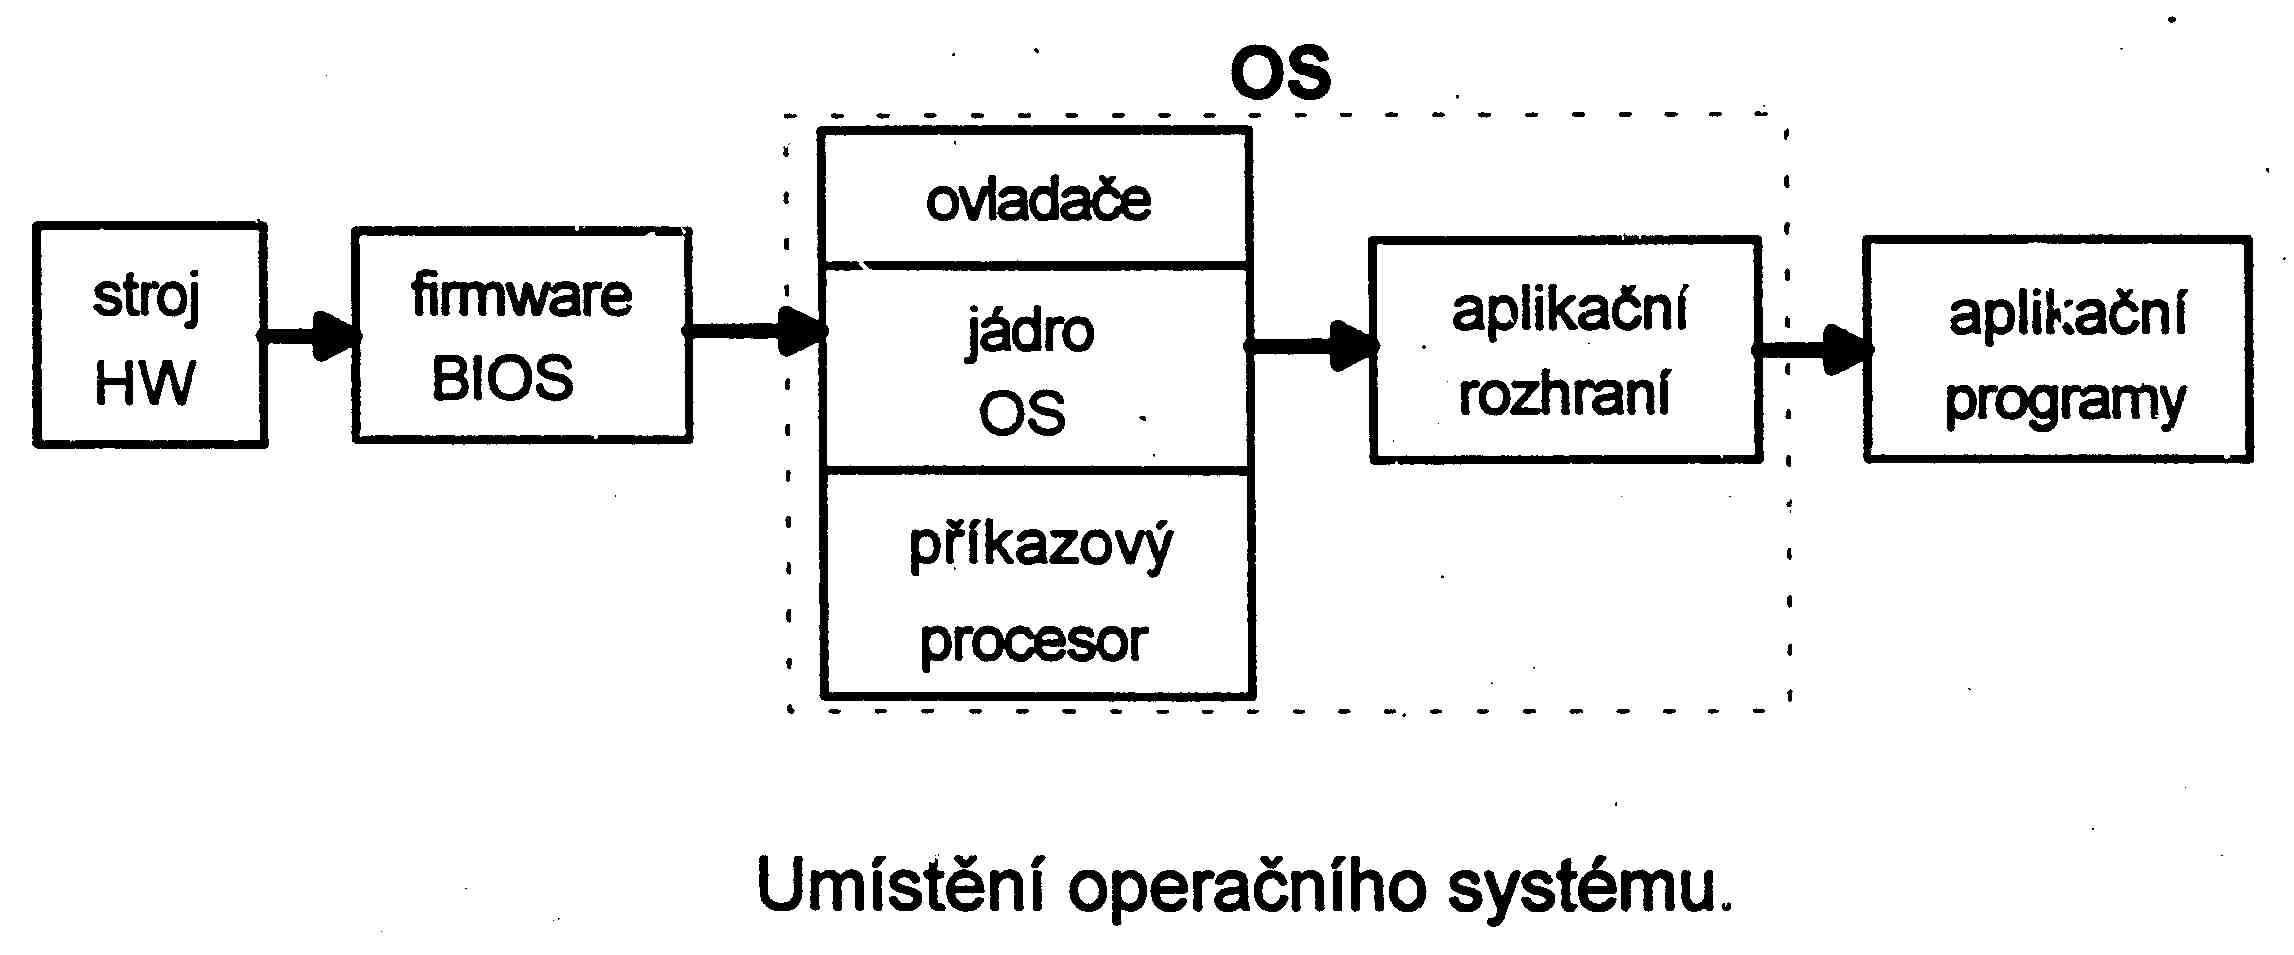 OS
stroj
HW
firmware
BIOS
ovladače
jádro
OS
příkazový
procesor
aplikační
rozhraní
aplikační
programy
Umístění operačního systému.